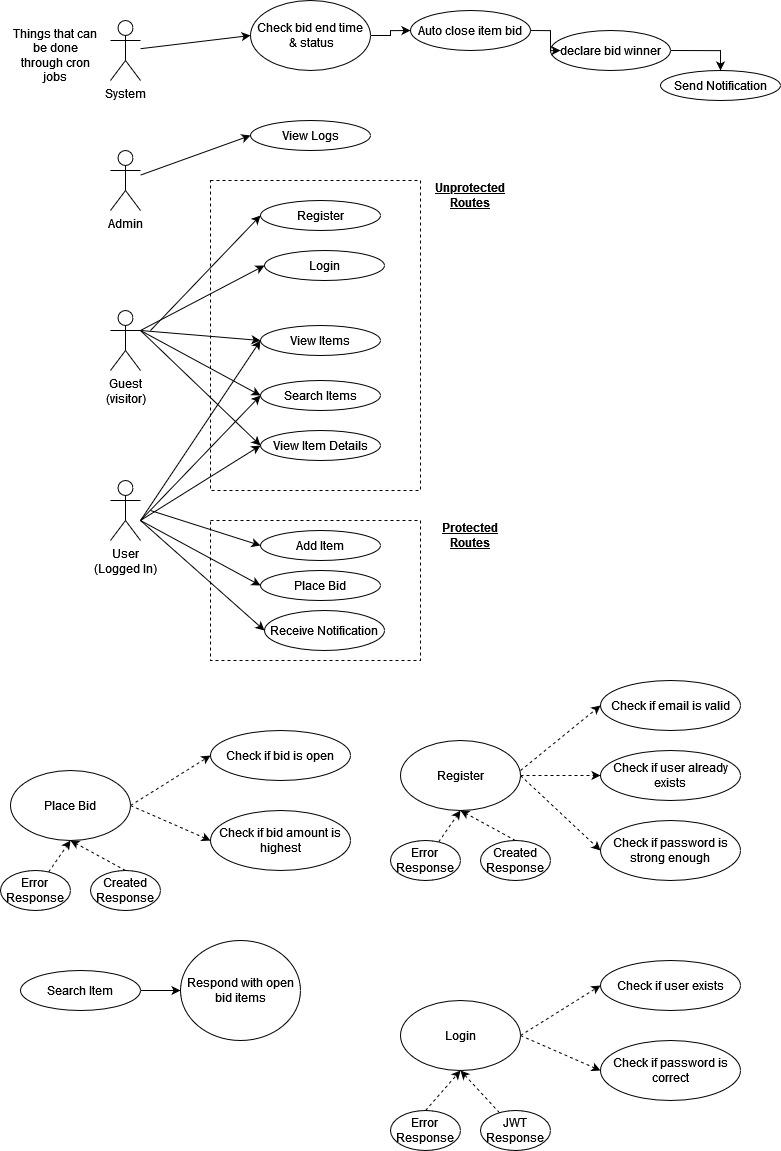 Things that can
be done
through cron
jobs
System
Check bid end time
& status
Auto close item bid
declare bid winner
Send Notification
View Logs
Admin
Unprotected
Routes
Register
Login
View Items
Guest
(visitor)
Search Items
View Item Details
User
(Logged In)
Protected
Routes
Add Item
Place Bid
Receive Notification
Place Bid
Check if bid is open
Check if bid amount is
highest
Error
Response
Created
Response
Register
Check if email is valid
Check if user already
exists
Check if password is
strong enough
Error
Response
Created
Response
Search Item
Respond with open
bid items
Login
Check if user exists
Check if password is
correct
Error
Response
JWT
Response